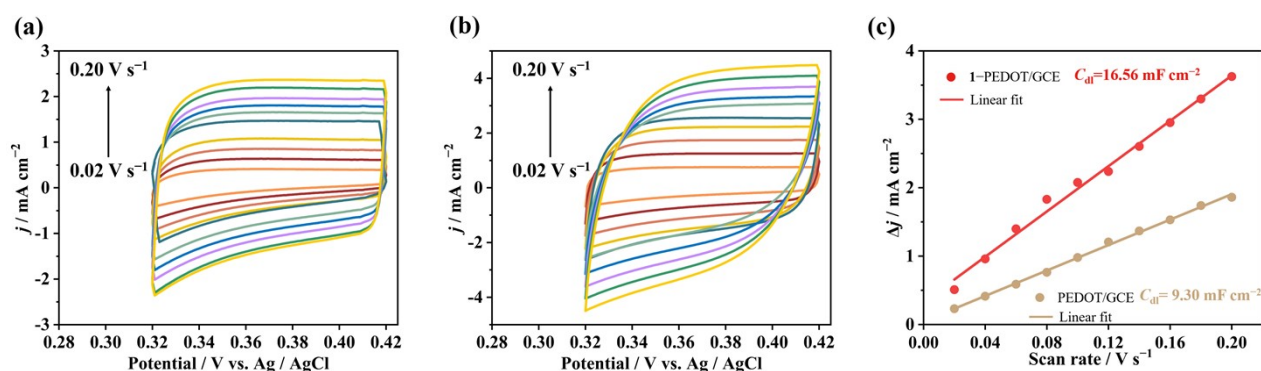 (a)
3
2
1
0
-1
-2
-3
j / mA cm⁻²
0.20 V s⁻¹
0.02 V s⁻¹
0.28 0.30 0.32 0.34 0.36 0.38 0.40 0.42
Potential / V vs. Ag / AgCl
(b)
4
2
0
-2
-4
j / mA cm⁻²
0.20 V s⁻¹
0.02 V s⁻¹
0.28 0.30 0.32 0.34 0.36 0.38 0.40 0.42
Potential / V vs. Ag / AgCl
(c)
4
3
2
1
0
Δj / mA cm⁻²
1–PEDOT/GCE Cdl=16.56 mF cm⁻²
Linear fit
PEDOT/GCE Cdl= 9.30 mF cm⁻²
Linear fit
0.00 0.04 0.08 0.12 0.16 0.20
Scan rate / V s⁻¹